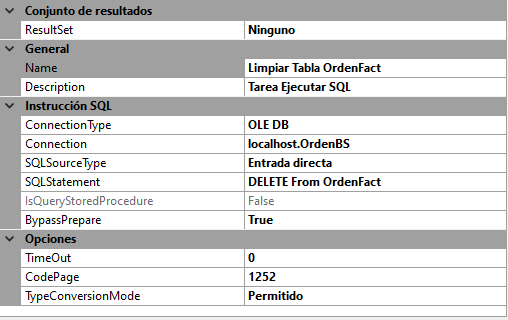 Conjunto de resultados
ResultSet Ninguno
General
Name Limpiar Tabla OrdenFact
Description Tarea Ejecutar SQL
Instrucción SQL
ConnectionType OLE DB
Connection localhost.OrdenBS
SQLSourceType Entrada directa
SQLStatement DELETE From OrdenFact
IsQueryStoredProcedure False
BypassPrepare True
Opciones
TimeOut 0
CodePage 1252
TypeConversionMode Permitido